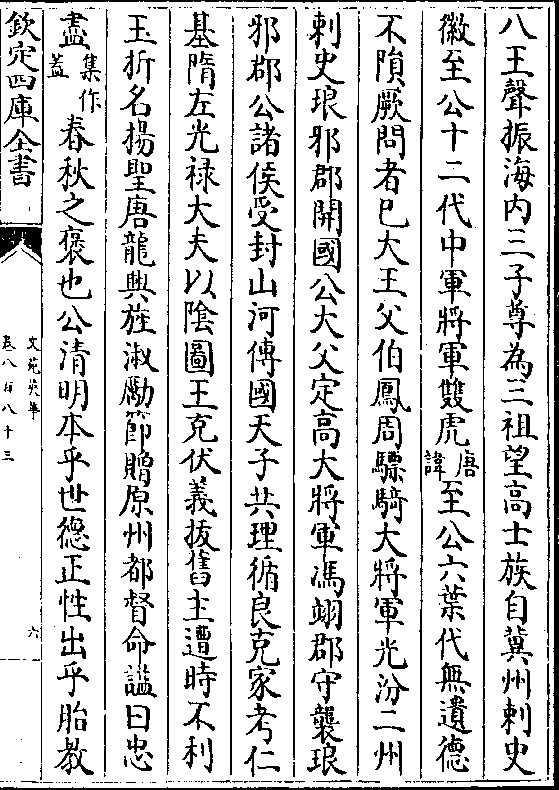 八王聲振海内三子尊為三祖望高士族自冀州刺史
徽至公十二代中軍將軍雙虎唐諱至公六葉代無遺德
不隕厥問者已大王父伯鳳周驃騎大將軍光汾二州
刺史琅邪郡開國公大父定高大將軍馮翊郡守襲琅
邪郡公諸侯受封山河傳國天子共理循良克家考仁
基隋左光禄大夫以陰圖王充伏義抜舊主遭時不利
玉折名揚聖唐龍興旌淑勵節贈原州都督命諡曰忠
盡集作蓋春秋之褒也公清明本乎世德正性出乎胎教
欽定四庫全書
文苑英華
卷八百八十三
六